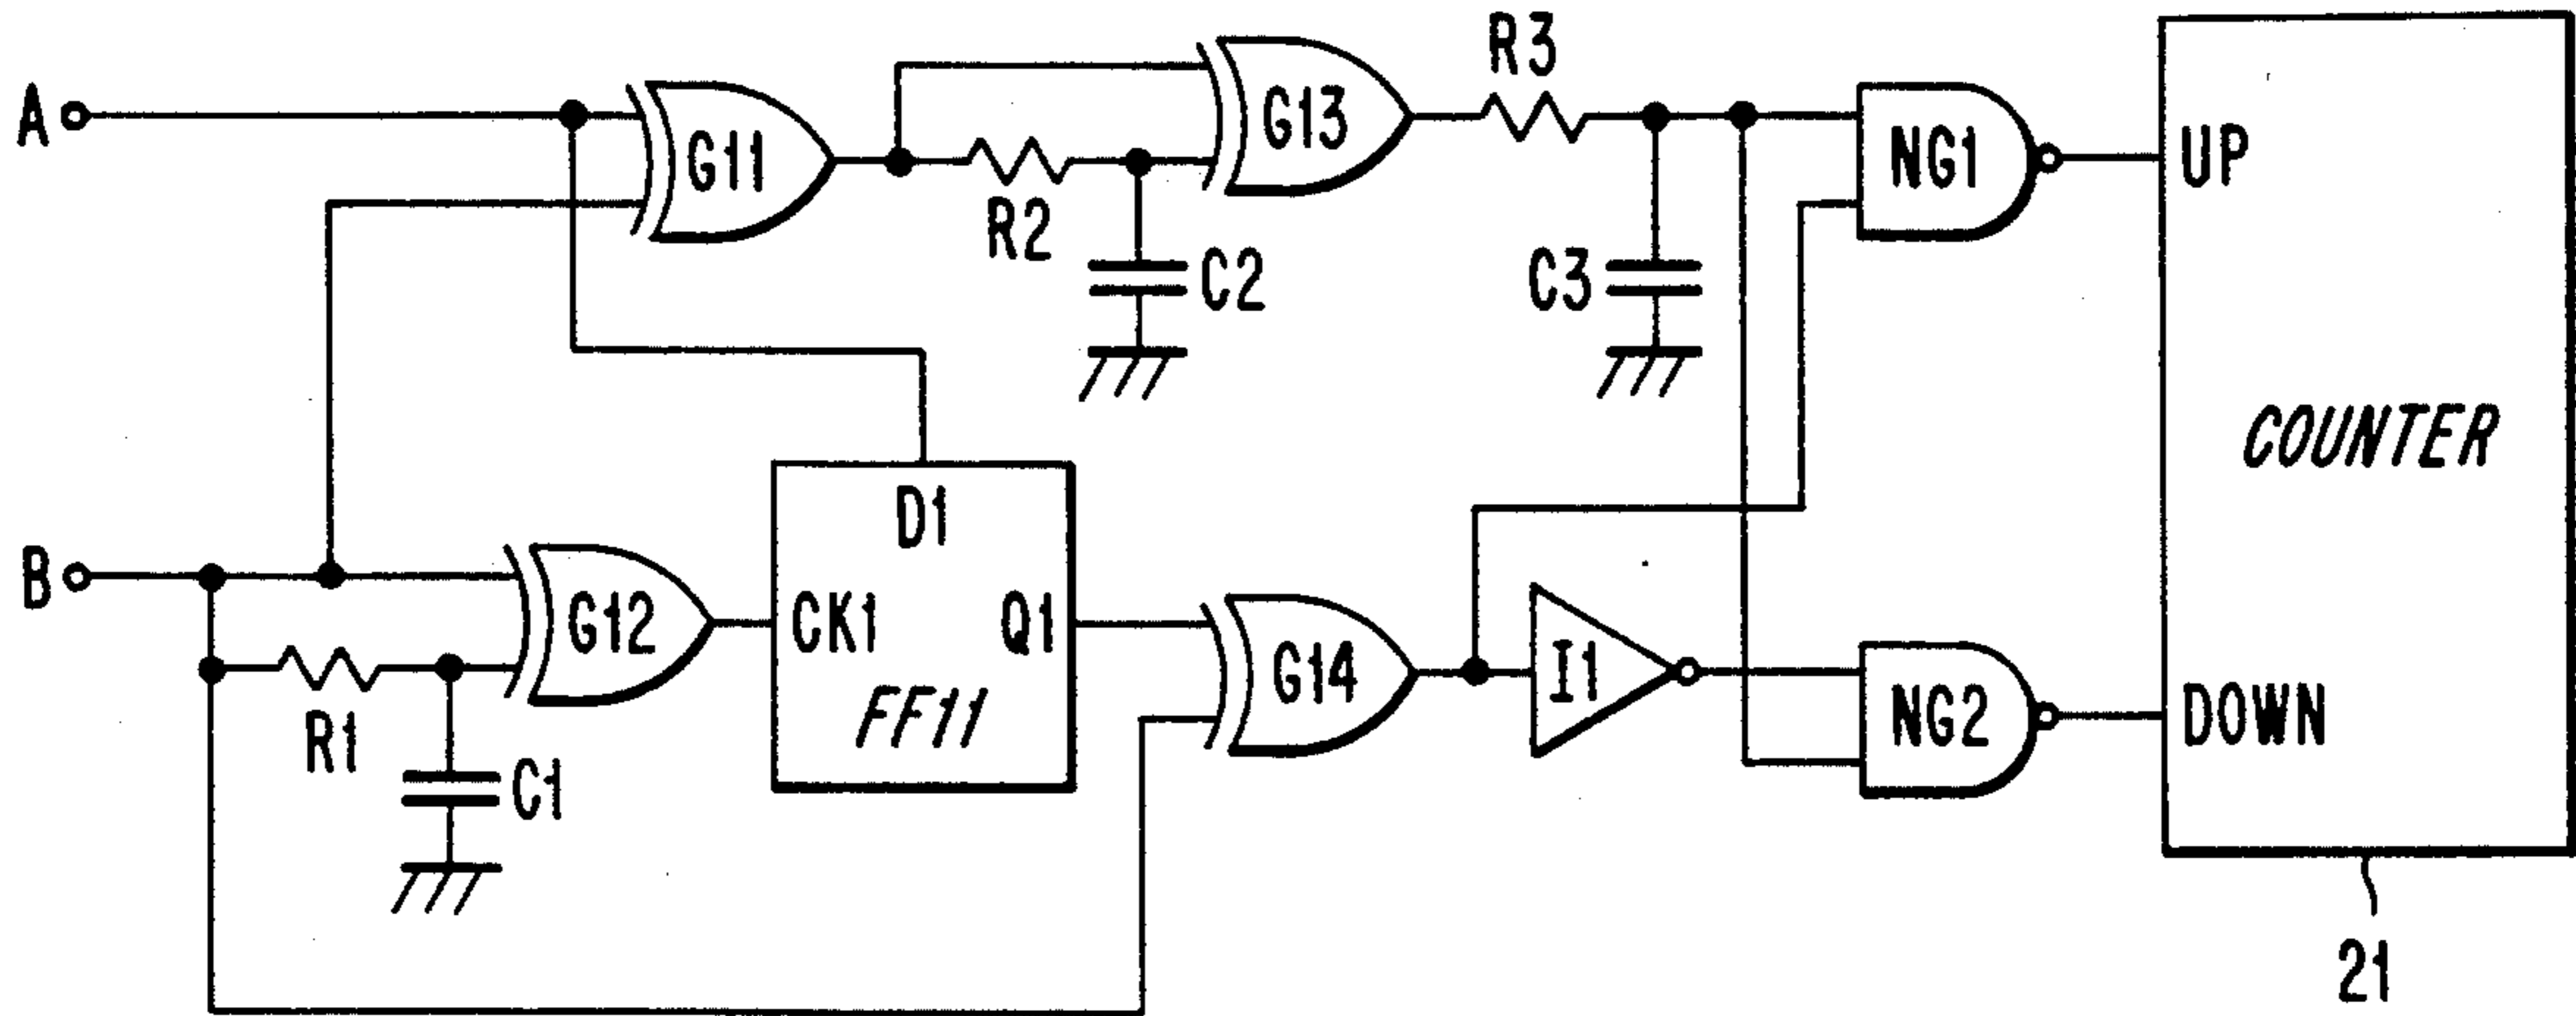 A
G11
G13
R3
NG1
UP
R2
C2
C3
COUNTER
B
G12
D1
CK1
Q1
FF11
R1
C1
G14
I1
NG2
DOWN
21